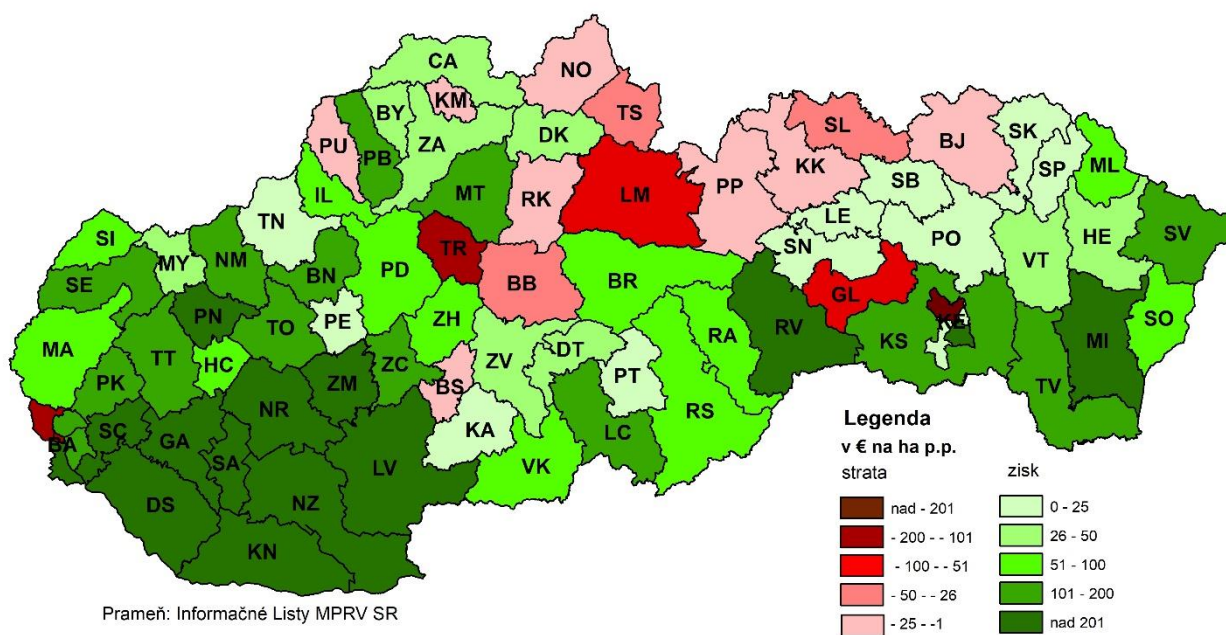 CA
NO
KM
TS
BY
PU
PB
ZA
DK
SL
BJ
SK
KK
SP
ML
IL
MT
RK
LM
PP
SB
TN
LE
SI
SN
PO
HE
SV
MY
NM
TR
VT
SE
BN
PD
BB
BR
GL
PN
TO
PE
ZH
RV
KE
MI
SO
MA
TT
HC
ZC
BS
ZV
DT
RA
KS
PK
ZM
PT
TV
NR
KA
RS
BA
SC
GA
LC
SA
LV
VK
DS
NZ
KN
Legenda
v € na ha p.p.
strata
zisk
nad - 201
0 - 25
- 200 - - 101
26 - 50
- 100 - - 51
51 - 100
- 50 - - 26
101 - 200
- 25 - -1
nad 201
Prameň: Informačné Listy MPRV SR